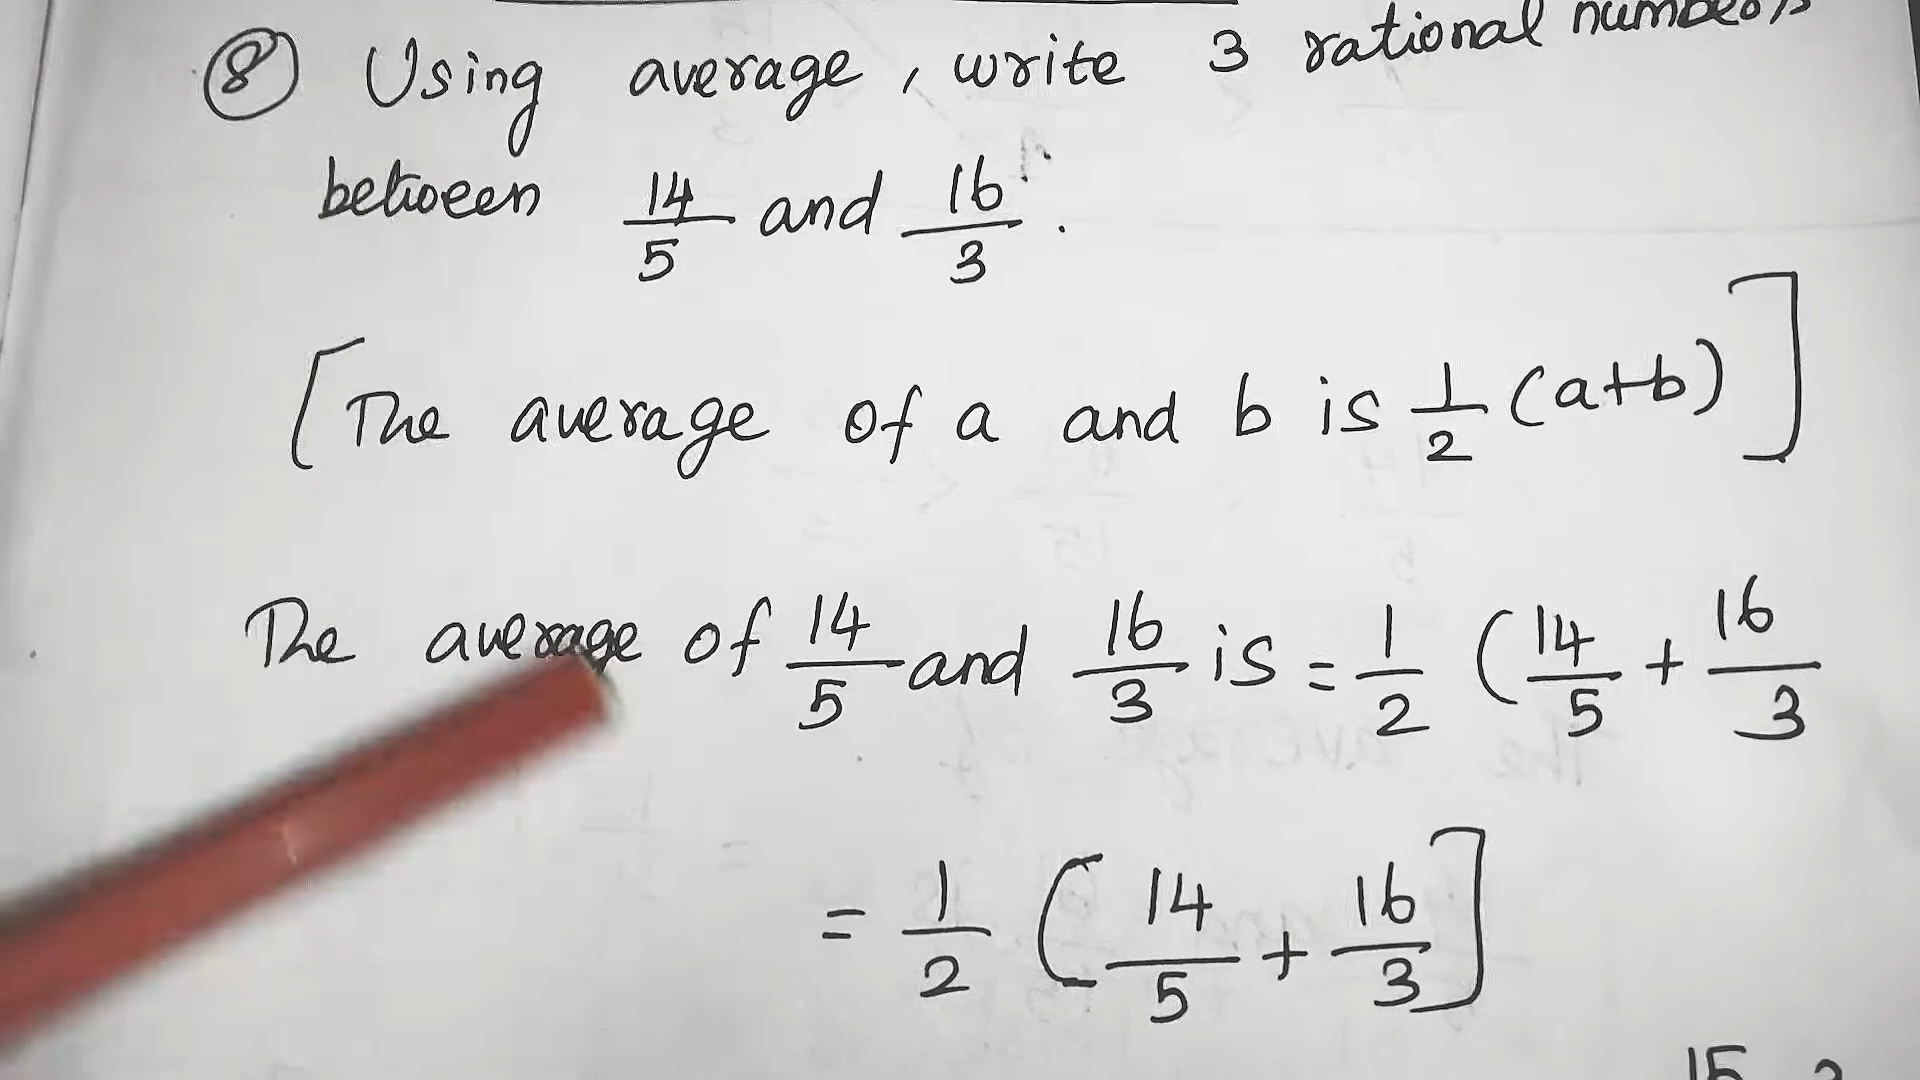 8 Using average, write 3 rational numbers
between 14/5 and 16/3.
[The average of a and b is 1/2 (a+b)]
The average of 14/5 and 16/3 is = 1/2 (14/5 + 16/3
= 1/2 [14/5 + 16/3]
15